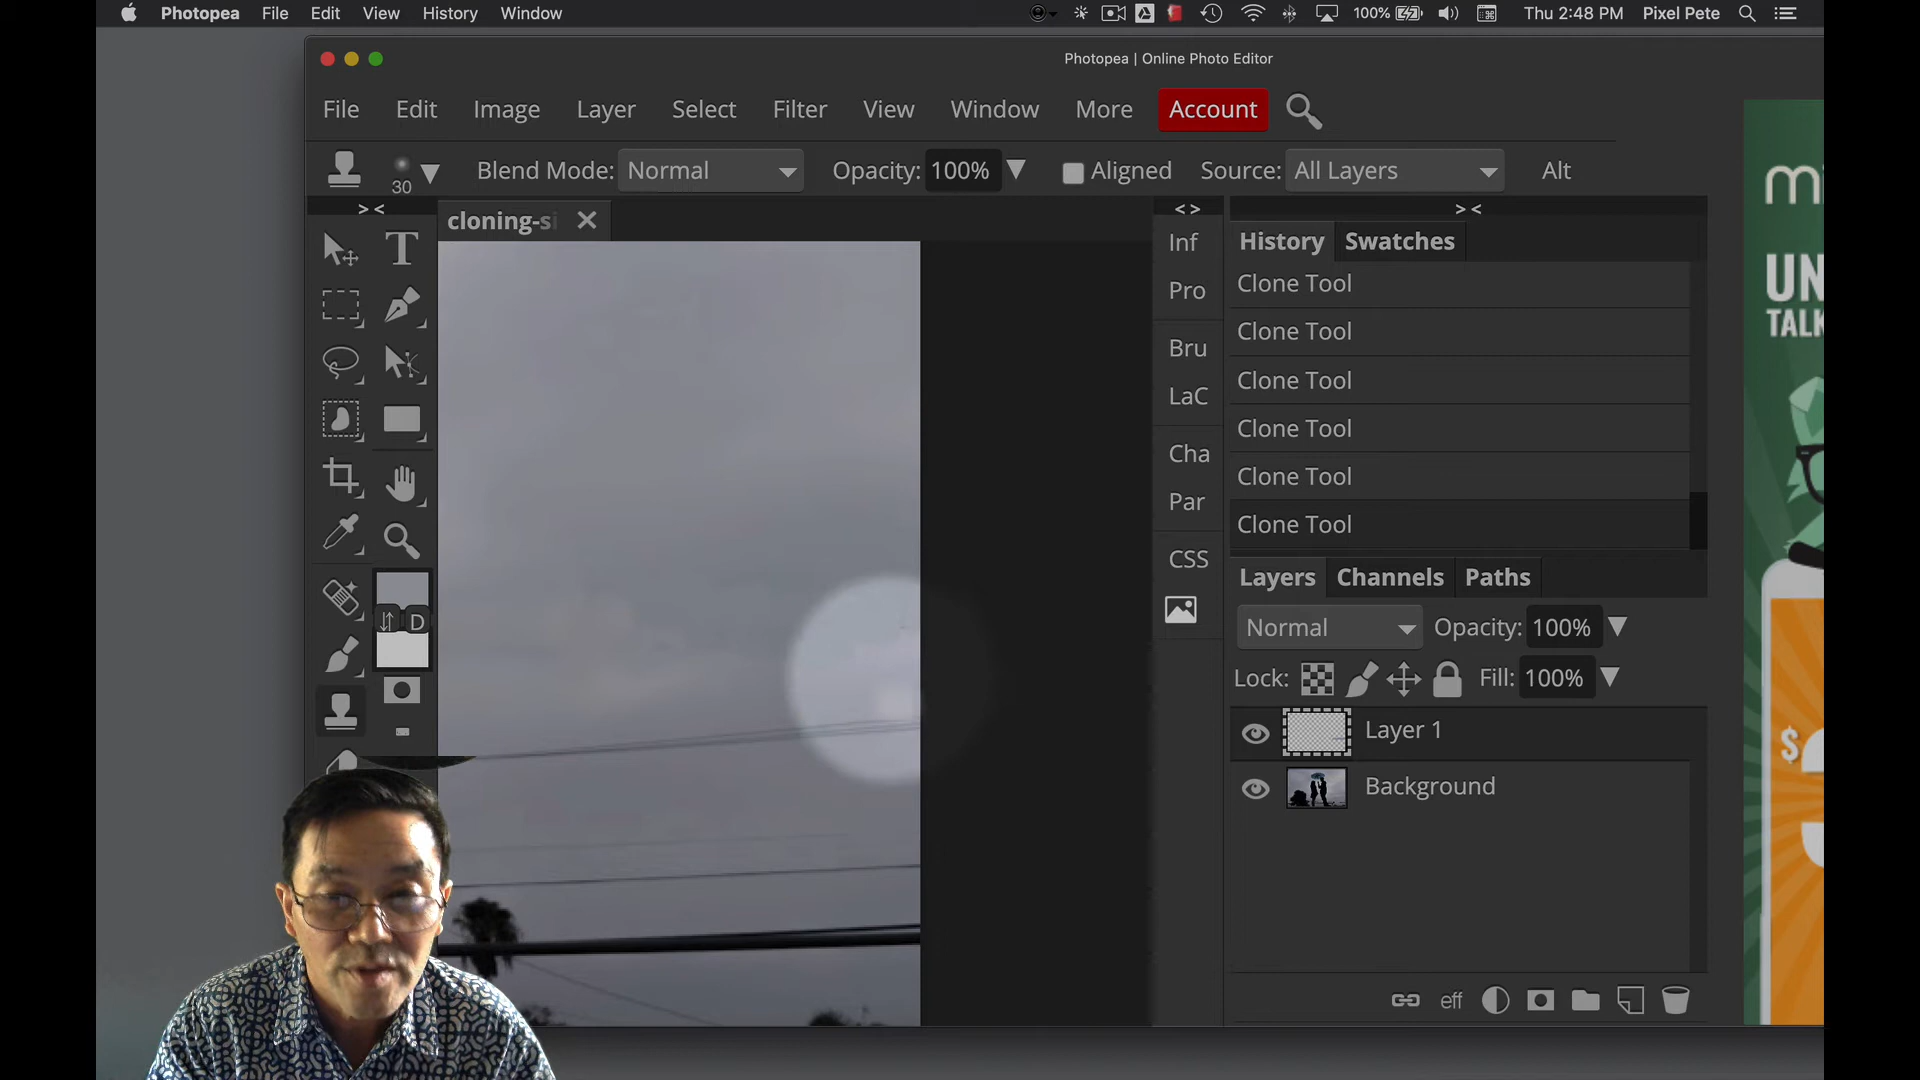 Photopea File Edit View History Window 100% Thu 2:48 PM Pixel Pete
Photopea | Online Photo Editor
File Edit Image Layer Select Filter View Window More Account
30 Blend Mode: Normal Opacity: 100% Aligned Source: All Layers Alt
> < < > > <
cloning-si
T
D
Inf
Pro
Bru
LaC
Cha
Par
CSS
History Swatches
Clone Tool
Clone Tool
Clone Tool
Clone Tool
Clone Tool
Clone Tool
Layers Channels Paths
Normal Opacity: 100%
Lock: Fill: 100%
Layer 1
Background
eff
mi
UN
TALK
$